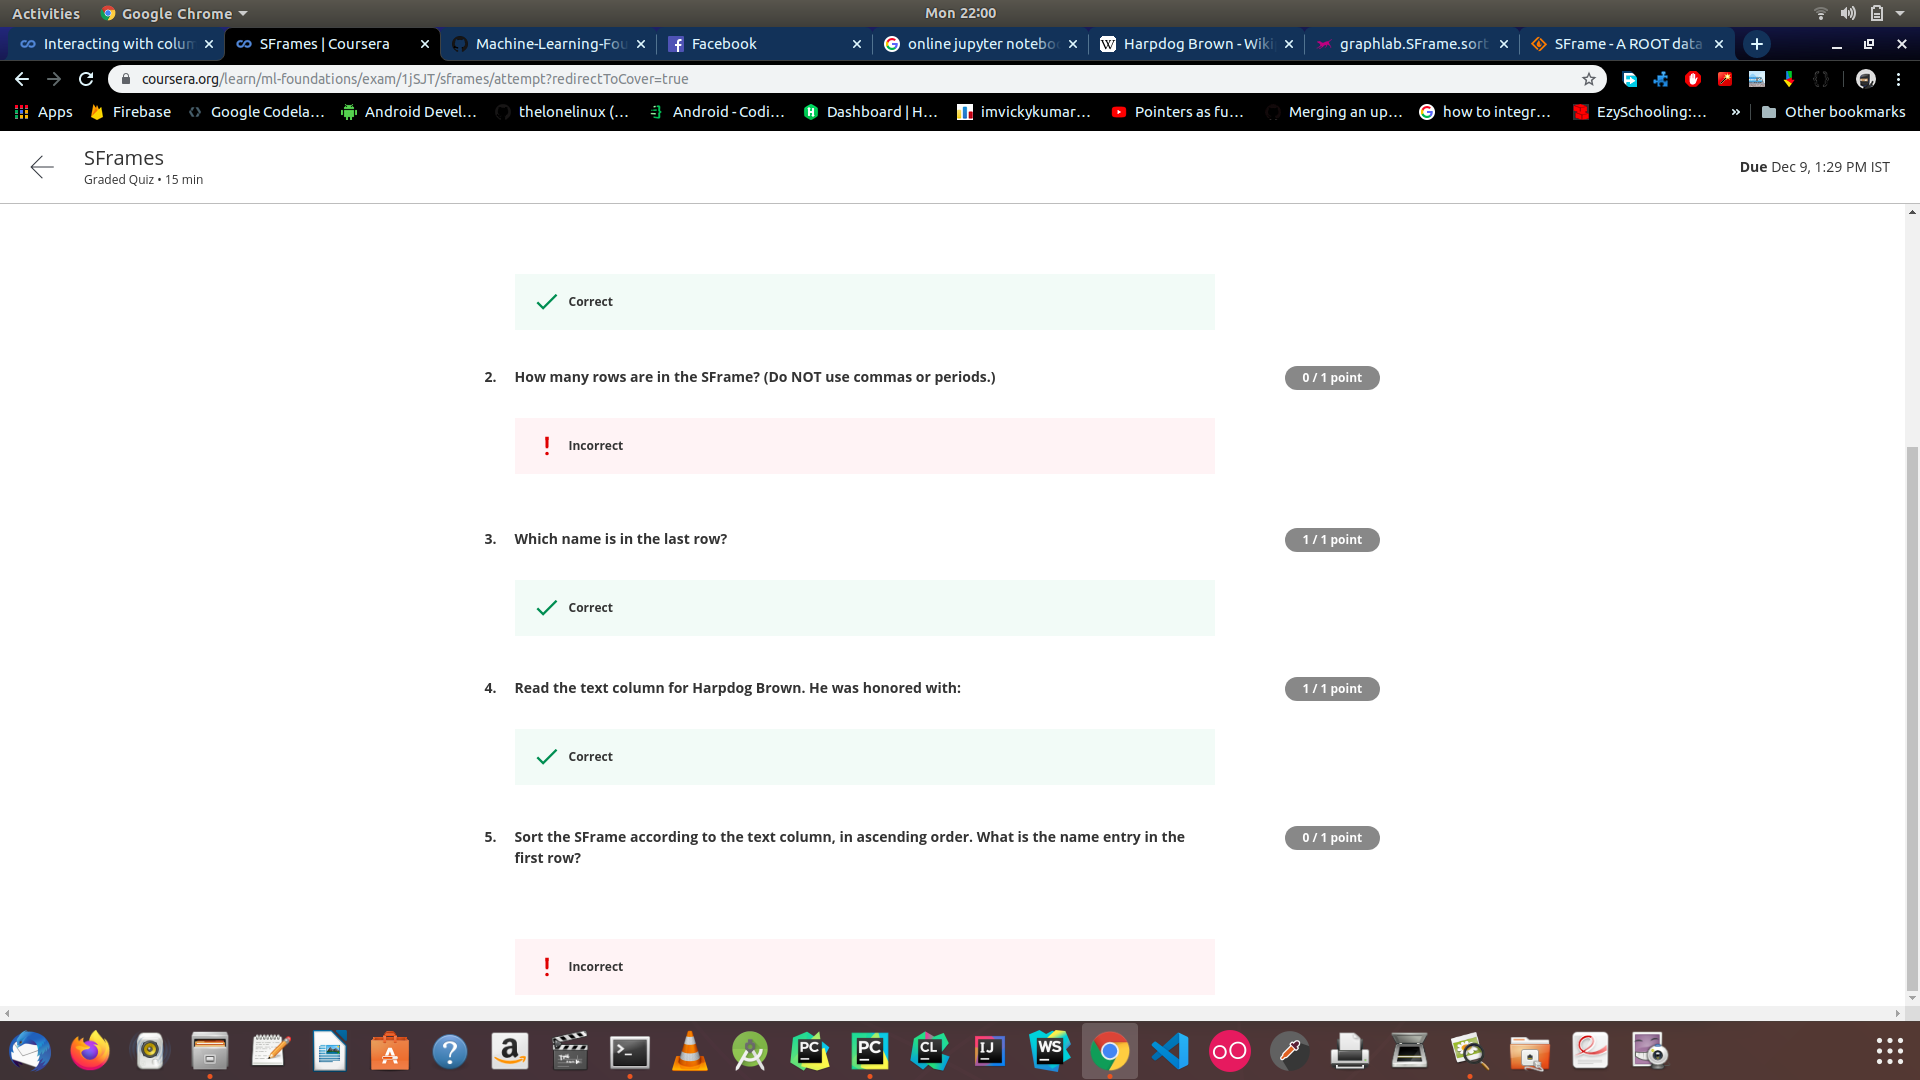 Activities
Google Chrome
Mon 22:00
Interacting with colum
SFrames | Coursera
Machine-Learning-Fou
Facebook
online jupyter notebo
Harpdog Brown - Wiki
graphlab.SFrame.sort
SFrame - A ROOT data
coursera.org/learn/ml-foundations/exam/1jSJT/sframes/attempt?redirectToCover=true
Apps
Firebase
Google Codela...
Android Devel...
thelonelinux (...
Android - Codi...
Dashboard | H...
imvickykumar...
Pointers as fu...
Merging an up...
how to integr...
EzySchooling:...
»
Other bookmarks
SFrames
Graded Quiz • 15 min
Due Dec 9, 1:29 PM IST
Correct
2. How many rows are in the SFrame? (Do NOT use commas or periods.)
0 / 1 point
Incorrect
3. Which name is in the last row?
1 / 1 point
Correct
4. Read the text column for Harpdog Brown. He was honored with:
1 / 1 point
Correct
5. Sort the SFrame according to the text column, in ascending order. What is the name entry in the
first row?
0 / 1 point
Incorrect
PC
PC
CL
IJ
WS